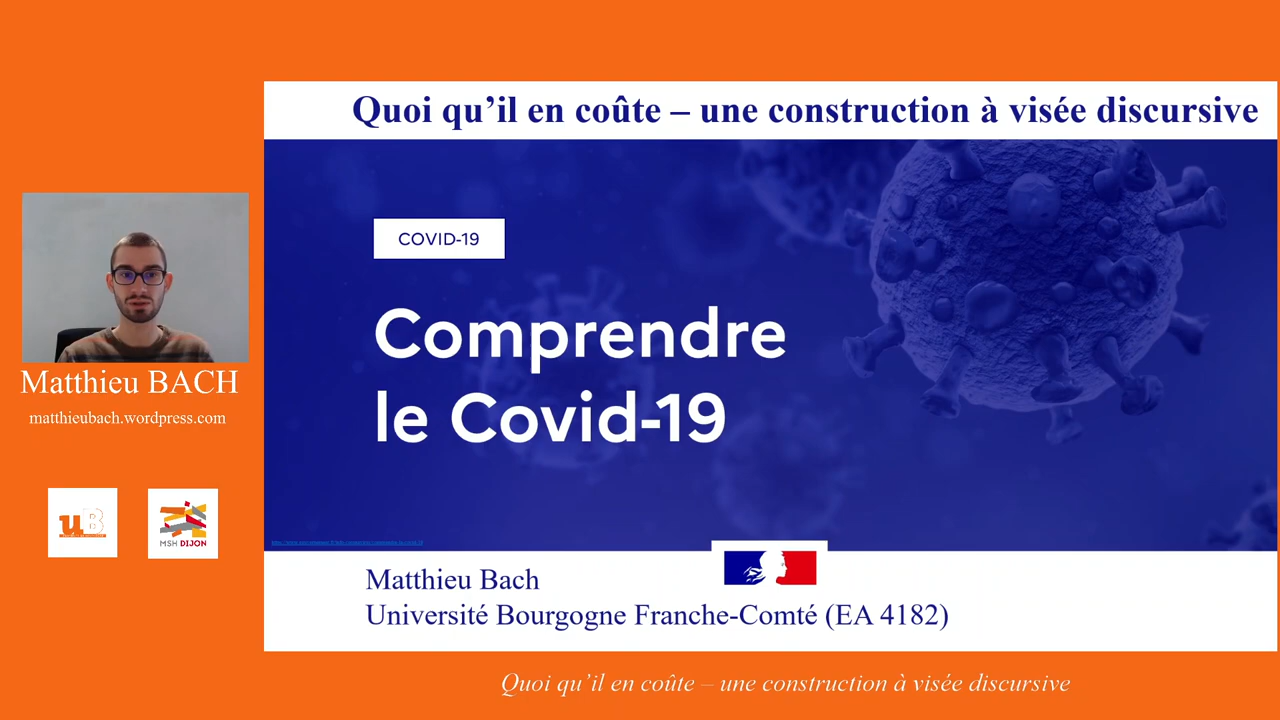 Quoi qu’il en coûte – une construction à visée discursive
COVID-19
Comprendre
le Covid-19
Matthieu BACH
matthieubach.wordpress.com
uB
MSH DIJON
Matthieu Bach
Université Bourgogne Franche-Comté (EA 4182)
Quoi qu’il en coûte – une construction à visée discursive